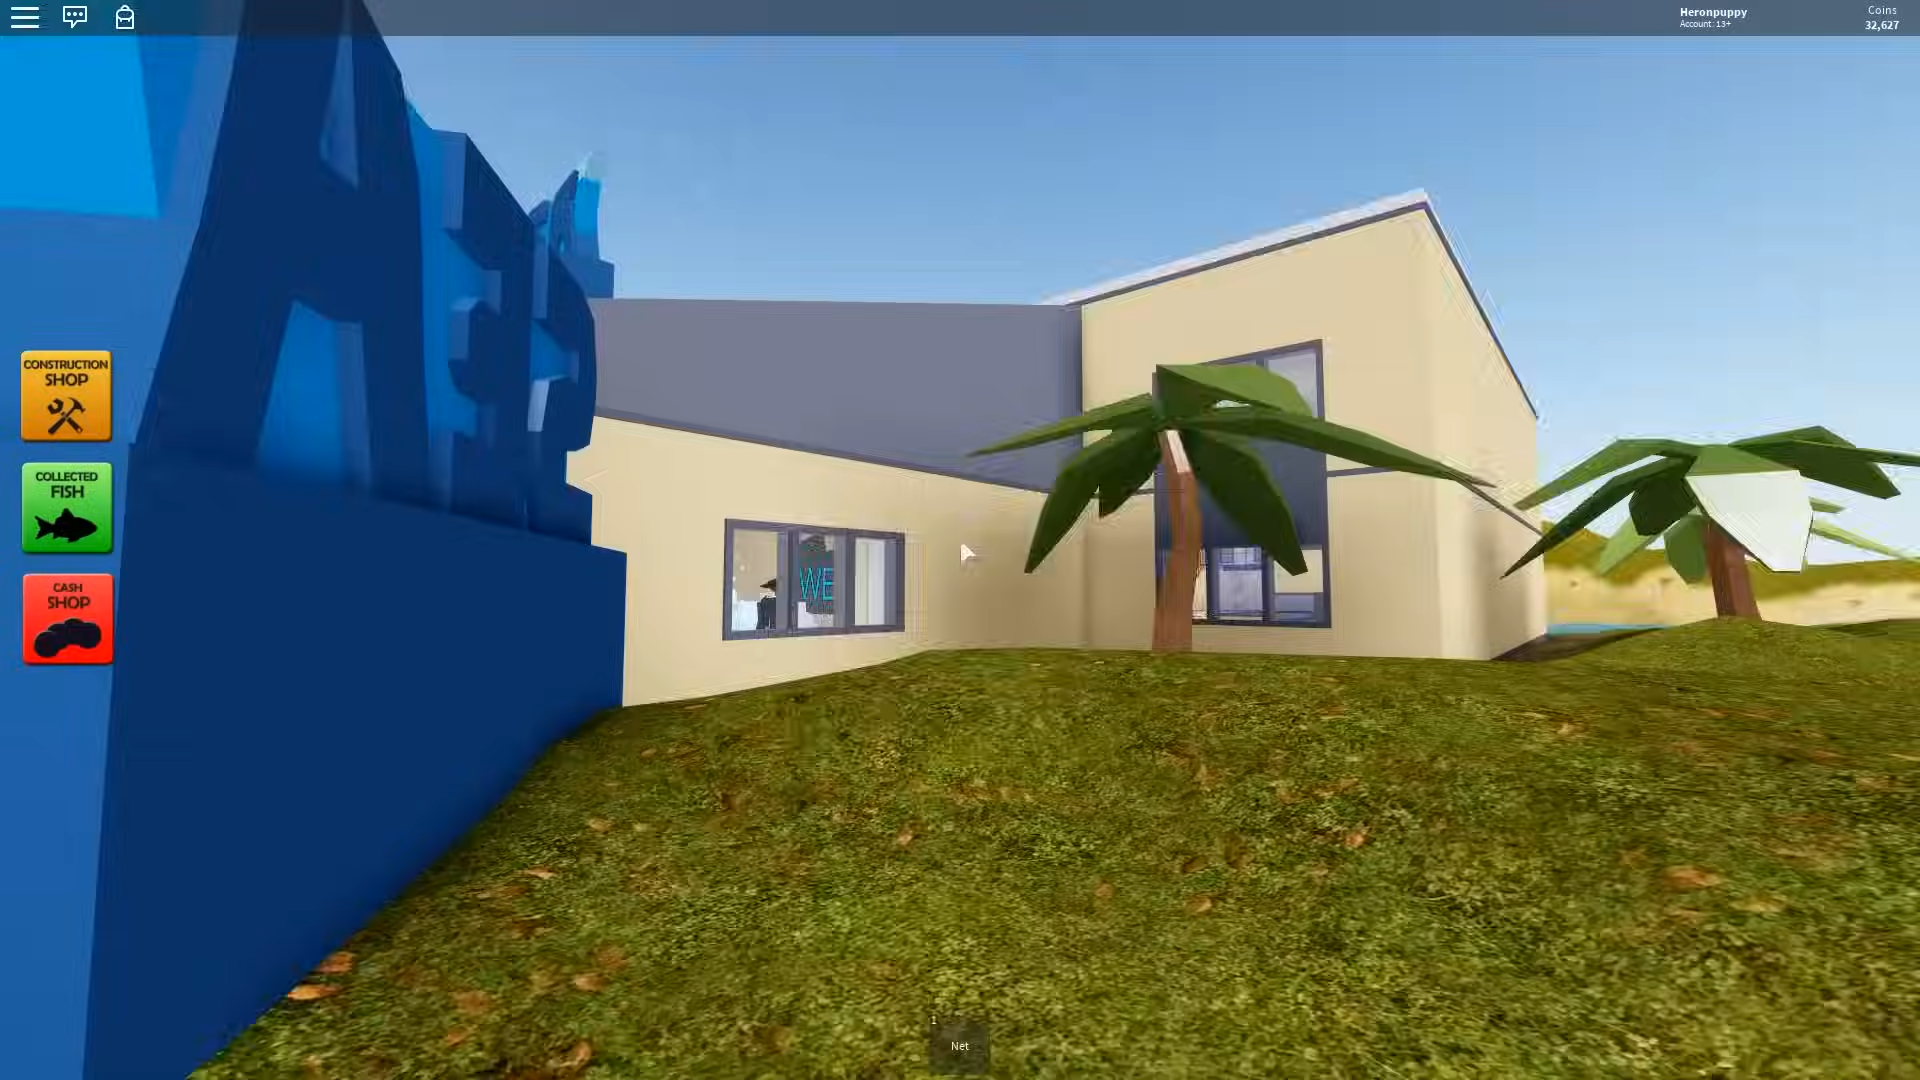 Heronpuppy
Account: 13+
Coins
32,627
CONSTRUCTION
SHOP
COLLECTED
FISH
CASH
SHOP
WE
1
Net